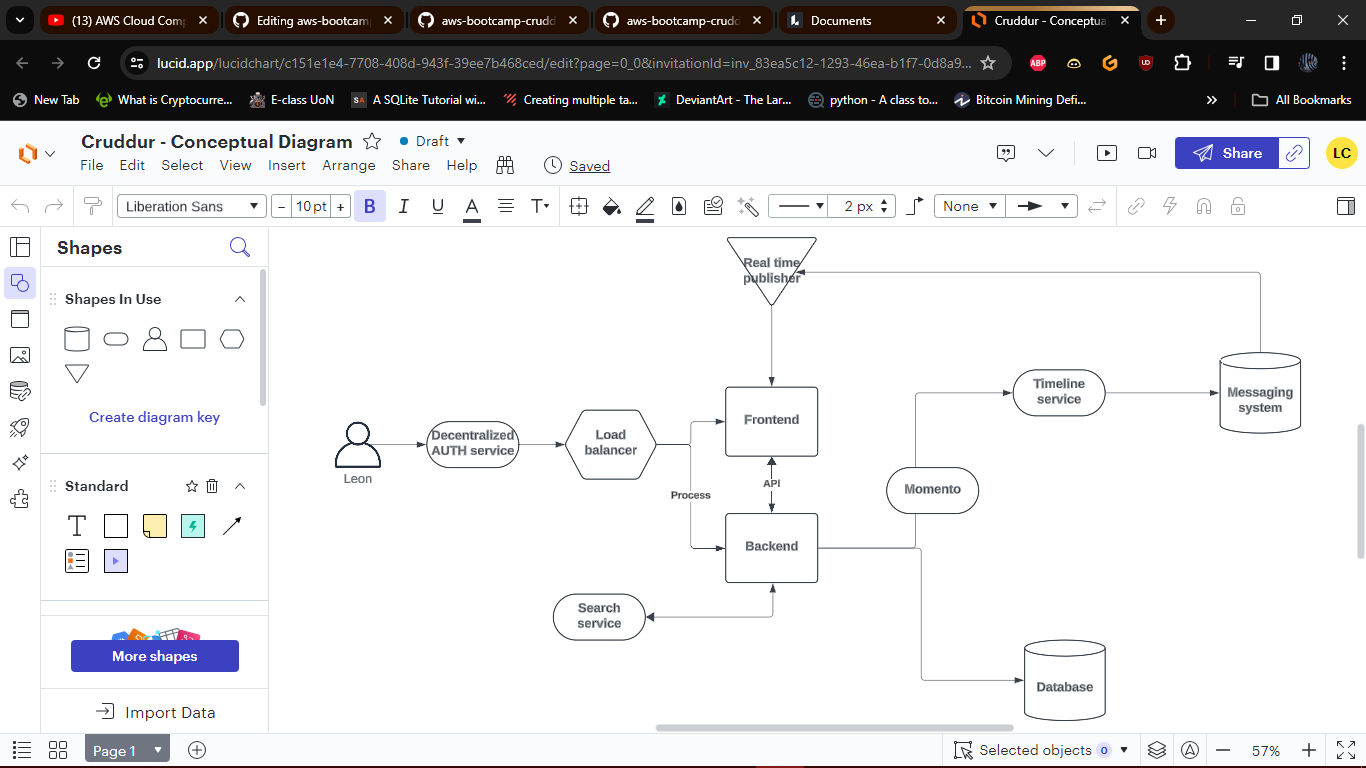 (13) AWS Cloud Comp
Editing aws-bootcamp
aws-bootcamp-crudd
aws-bootcamp-crudd
Documents
Cruddur - Conceptua
lucid.app/lucidchart/c151e1e4-7708-408d-943f-39ee7b468ced/edit?page=0_0&invitationId=inv_83ea5c12-1293-46ea-b1f7-0d8a9...
ABP
UD
New Tab
What is Cryptocurre...
E-class UoN
SA
A SQLite Tutorial wi...
Creating multiple ta...
DeviantArt - The Lar...
python - A class to...
Bitcoin Mining Defi...
»
All Bookmarks
Cruddur - Conceptual Diagram
Draft
File
Edit
Select
View
Insert
Arrange
Share
Help
Saved
Share
LC
Liberation Sans
− 10 pt +
B
I
U
A
T
2 px
None
Shapes
Shapes In Use
Create diagram key
Standard
T
More shapes
Import Data
Real time
publisher
Timeline
service
Messaging
system
Frontend
Decentralized
AUTH service
Load
balancer
Leon
API
Process
Momento
Backend
Search
service
Database
Page 1
Selected objects
0
57%